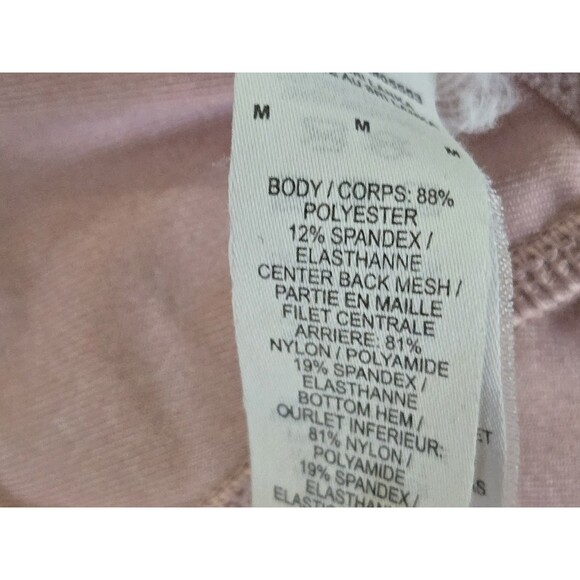 M M M
BODY / CORPS: 88%
POLYESTER
12% SPANDEX /
ELASTHANNE
CENTER BACK MESH /
PARTIE EN MAILLE
FILET CENTRALE
ARRIERE: 81%
NYLON / POLYAMIDE
19% SPANDEX /
ELASTHANNE
BOTTOM HEM /
OURLET INFERIEUR:
81% NYLON /
POLYAMIDE
19% SPANDEX /
ELASTHANNE